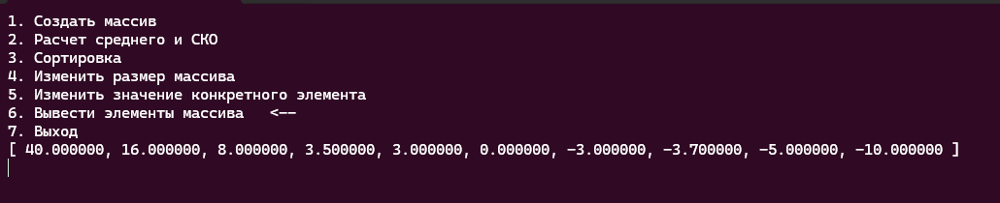 1. Создать массив
2. Расчет среднего и СКО
3. Сортировка
4. Изменить размер массива
5. Изменить значение конкретного элемента
6. Вывести элементы массива   <--
7. Выход
[ 40.000000, 16.000000, 8.000000, 3.500000, 3.000000, 0.000000, -3.000000, -3.700000, -5.000000, -10.000000 ]